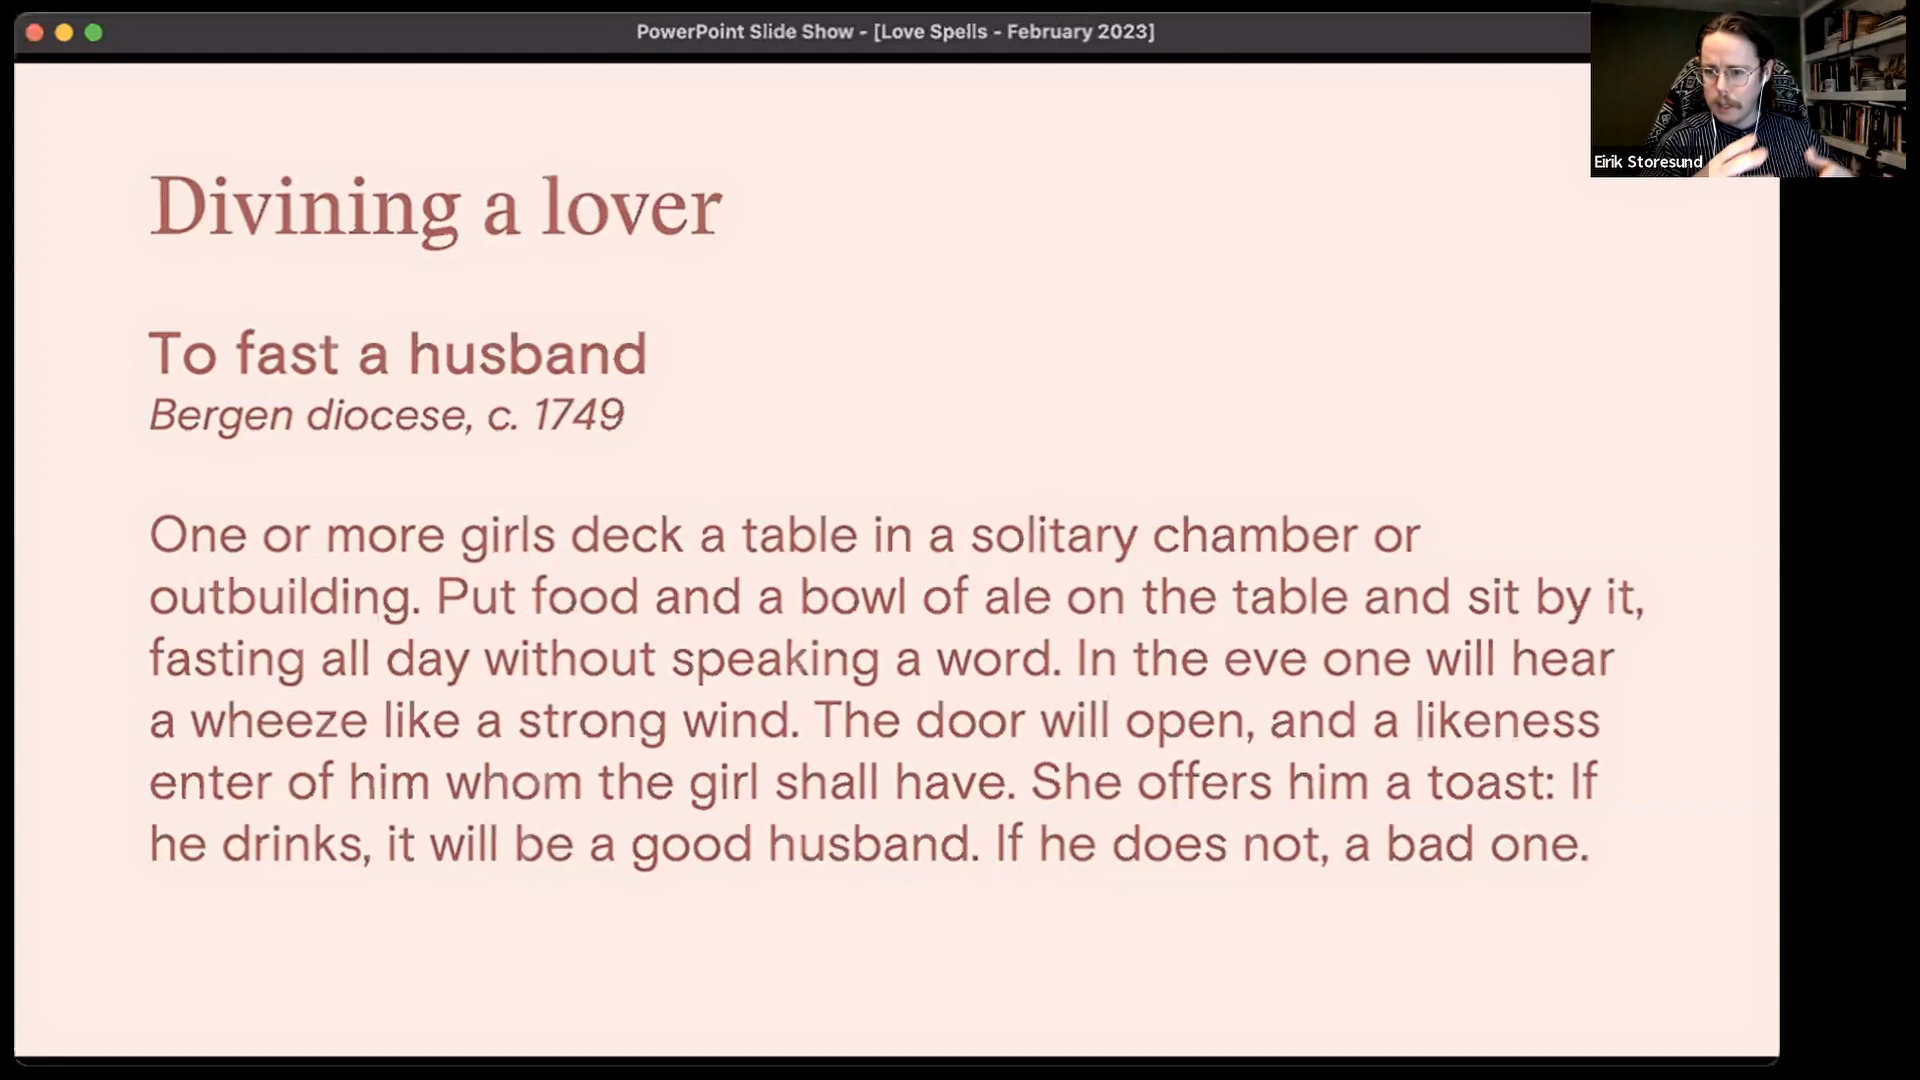 PowerPoint Slide Show - [Love Spells - February 2023]
Eirik Storesund
Divining a lover
To fast a husband
Bergen diocese, c. 1749
One or more girls deck a table in a solitary chamber or
outbuilding. Put food and a bowl of ale on the table and sit by it,
fasting all day without speaking a word. In the eve one will hear
a wheeze like a strong wind. The door will open, and a likeness
enter of him whom the girl shall have. She offers him a toast: If
he drinks, it will be a good husband. If he does not, a bad one.